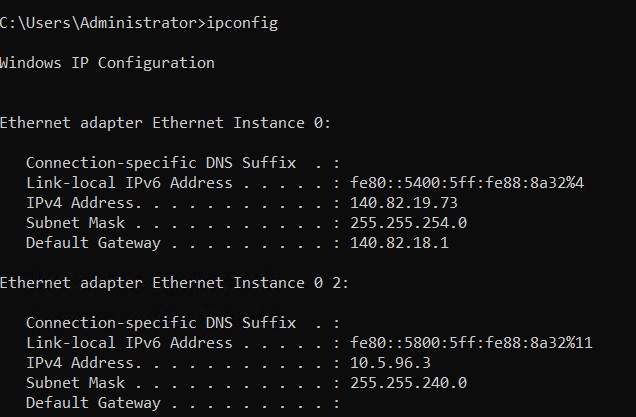 C:\Users\Administrator>ipconfig
Windows IP Configuration
Ethernet adapter Ethernet Instance 0:
Connection-specific DNS Suffix . :
Link-local IPv6 Address . . . . . : fe80::5400:5ff:fe88:8a32%4
IPv4 Address. . . . . . . . . . . : 140.82.19.73
Subnet Mask . . . . . . . . . . . : 255.255.254.0
Default Gateway . . . . . . . . . : 140.82.18.1
Ethernet adapter Ethernet Instance 0 2:
Connection-specific DNS Suffix . :
Link-local IPv6 Address . . . . . : fe80::5800:5ff:fe88:8a32%11
IPv4 Address. . . . . . . . . . . : 10.5.96.3
Subnet Mask . . . . . . . . . . . : 255.255.240.0
Default Gateway . . . . . . . . . :